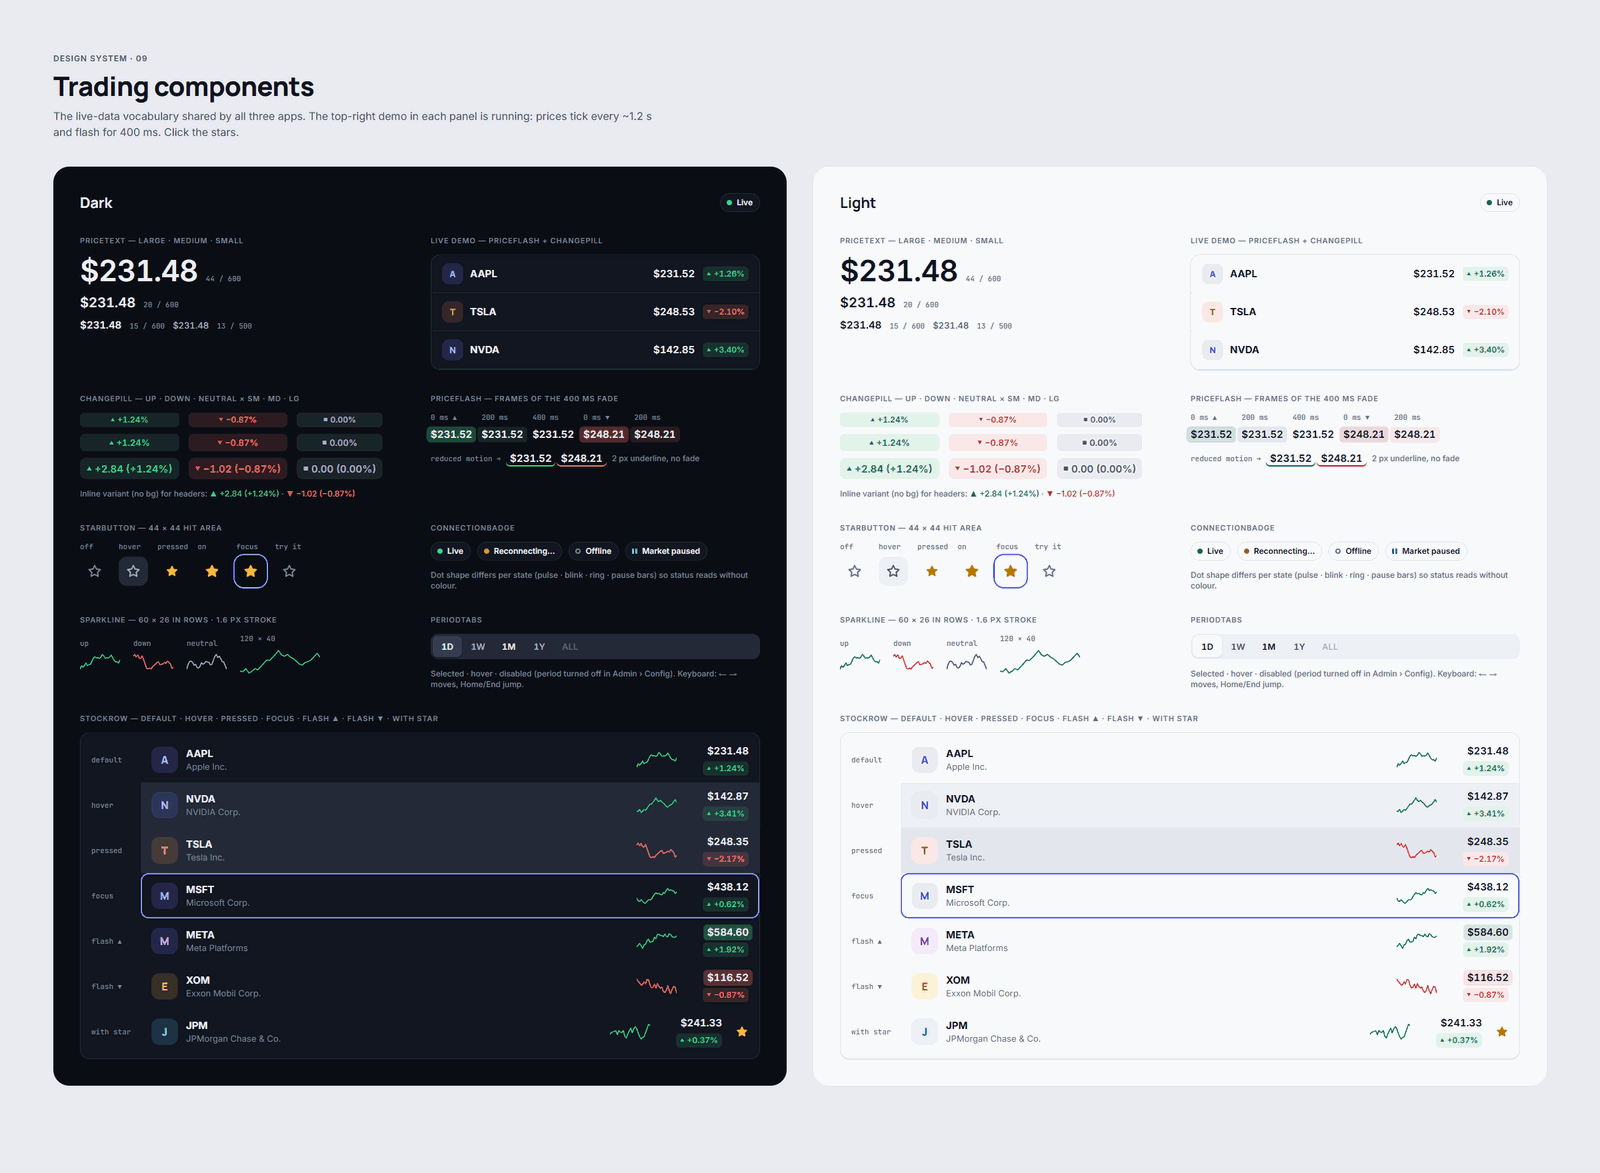 DESIGN SYSTEM · 09
Trading components
The live-data vocabulary shared by all three apps. The top-right demo in each panel is running: prices tick every ~1.2 s
and flash for 400 ms. Click the stars.
Dark
Live
PRICETEXT — LARGE · MEDIUM · SMALL
$231.48 44 / 600
$231.48 20 / 600
$231.48 15 / 600 $231.48 13 / 500
LIVE DEMO — PRICEFLASH + CHANGEPILL
A AAPL $231.52 ▲ +1.26%
T TSLA $248.53 ▼ −2.10%
N NVDA $142.85 ▲ +3.40%
CHANGEPILL — UP · DOWN · NEUTRAL × SM · MD · LG
▲ +1.24% ▼ −0.87% ■ 0.00%
▲ +1.24% ▼ −0.87% ■ 0.00%
▲ +2.84 (+1.24%) ▼ −1.02 (−0.87%) ■ 0.00 (0.00%)
Inline variant (no bg) for headers: ▲ +2.84 (+1.24%) · ▼ −1.02 (−0.87%)
PRICEFLASH — FRAMES OF THE 400 MS FADE
0 ms ▲ 200 ms 400 ms 0 ms ▼ 200 ms
$231.52 $231.52 $231.52 $248.21 $248.21
reduced motion → $231.52 $248.21 2 px underline, no fade
STARBUTTON — 44 × 44 HIT AREA
off hover pressed on focus try it
CONNECTIONBADGE
Live Reconnecting… Offline Market paused
Dot shape differs per state (pulse · blink · ring · pause bars) so status reads without
colour.
SPARKLINE — 60 × 26 IN ROWS · 1.6 PX STROKE
up down neutral 120 × 40
PERIODTABS
1D 1W 1M 1Y ALL
Selected · hover · disabled (period turned off in Admin › Config). Keyboard: ← →
moves, Home/End jump.
STOCKROW — DEFAULT · HOVER · PRESSED · FOCUS · FLASH ▲ · FLASH ▼ · WITH STAR
default A AAPL $231.48
Apple Inc. ▲ +1.24%
hover N NVDA $142.87
NVIDIA Corp. ▲ +3.41%
pressed T TSLA $248.35
Tesla Inc. ▼ −2.17%
focus M MSFT $438.12
Microsoft Corp. ▲ +0.62%
flash ▲ M META $584.60
Meta Platforms ▲ +1.92%
flash ▼ E XOM $116.52
Exxon Mobil Corp. ▼ −0.87%
with star J JPM $241.33
JPMorgan Chase & Co. ▲ +0.37%
Light
Live
PRICETEXT — LARGE · MEDIUM · SMALL
$231.48 44 / 600
$231.48 20 / 600
$231.48 15 / 600 $231.48 13 / 500
LIVE DEMO — PRICEFLASH + CHANGEPILL
A AAPL $231.52 ▲ +1.26%
T TSLA $248.53 ▼ −2.10%
N NVDA $142.85 ▲ +3.40%
CHANGEPILL — UP · DOWN · NEUTRAL × SM · MD · LG
▲ +1.24% ▼ −0.87% ■ 0.00%
▲ +1.24% ▼ −0.87% ■ 0.00%
▲ +2.84 (+1.24%) ▼ −1.02 (−0.87%) ■ 0.00 (0.00%)
Inline variant (no bg) for headers: ▲ +2.84 (+1.24%) · ▼ −1.02 (−0.87%)
PRICEFLASH — FRAMES OF THE 400 MS FADE
0 ms ▲ 200 ms 400 ms 0 ms ▼ 200 ms
$231.52 $231.52 $231.52 $248.21 $248.21
reduced motion → $231.52 $248.21 2 px underline, no fade
STARBUTTON — 44 × 44 HIT AREA
off hover pressed on focus try it
CONNECTIONBADGE
Live Reconnecting… Offline Market paused
Dot shape differs per state (pulse · blink · ring · pause bars) so status reads without
colour.
SPARKLINE — 60 × 26 IN ROWS · 1.6 PX STROKE
up down neutral 120 × 40
PERIODTABS
1D 1W 1M 1Y ALL
Selected · hover · disabled (period turned off in Admin › Config). Keyboard: ← →
moves, Home/End jump.
STOCKROW — DEFAULT · HOVER · PRESSED · FOCUS · FLASH ▲ · FLASH ▼ · WITH STAR
default A AAPL $231.48
Apple Inc. ▲ +1.24%
hover N NVDA $142.87
NVIDIA Corp. ▲ +3.41%
pressed T TSLA $248.35
Tesla Inc. ▼ −2.17%
focus M MSFT $438.12
Microsoft Corp. ▲ +0.62%
flash ▲ M META $584.60
Meta Platforms ▲ +1.92%
flash ▼ E XOM $116.52
Exxon Mobil Corp. ▼ −0.87%
with star J JPM $241.33
JPMorgan Chase & Co. ▲ +0.37%